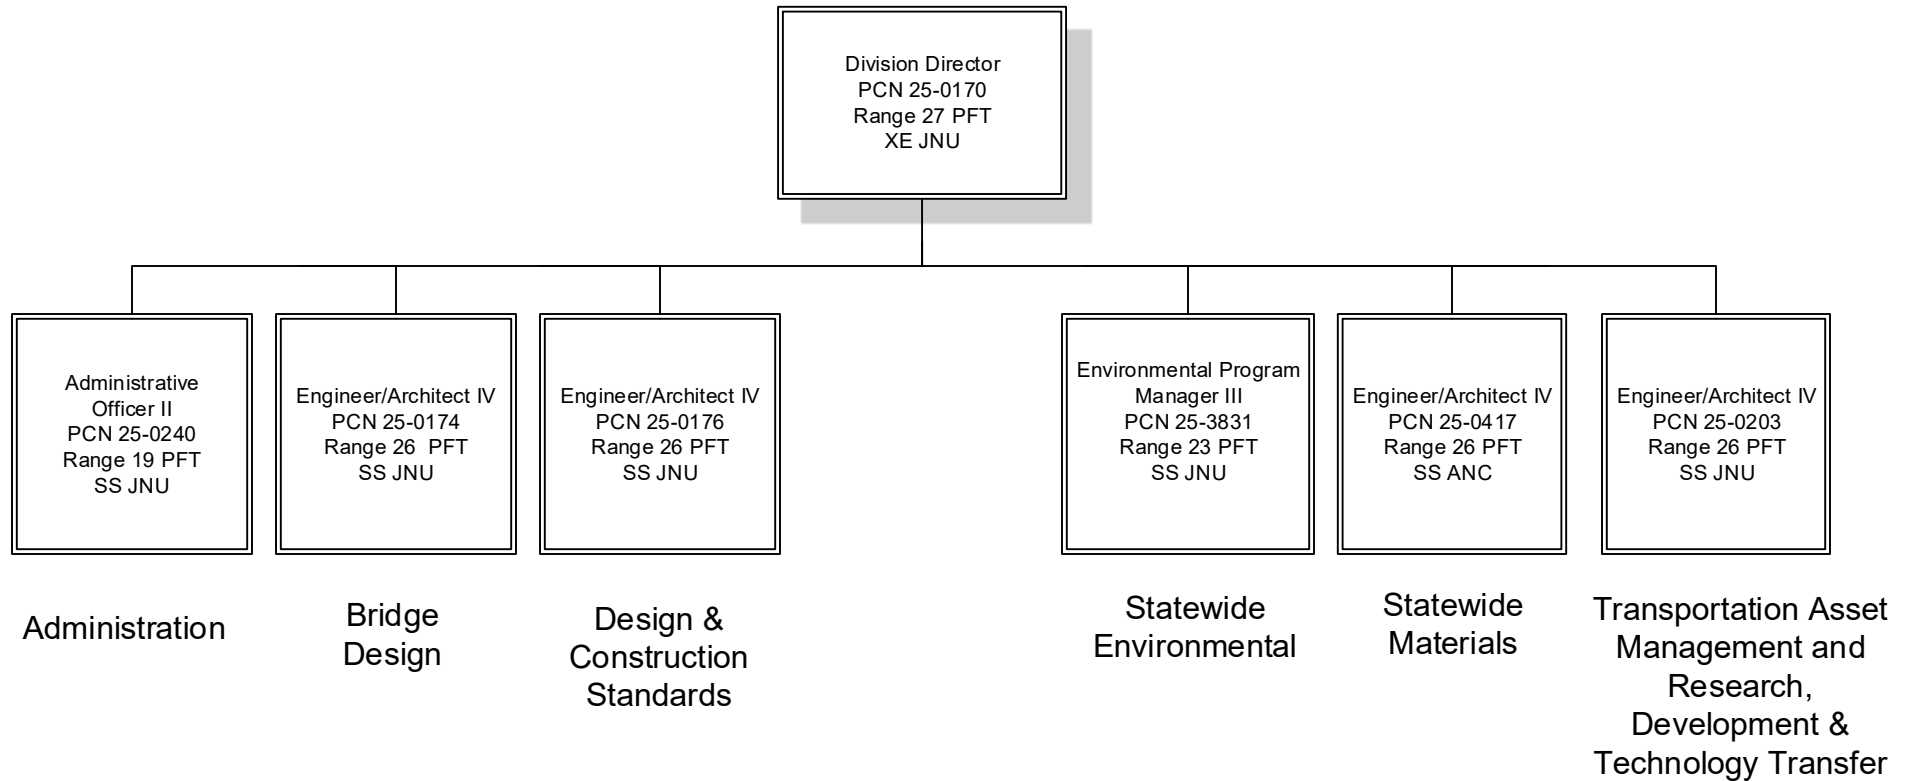 Division Director
PCN 25-0170
Range 27 PFT
XE JNU
Administrative
Officer II
PCN 25-0240
Range 19 PFT
SS JNU
Engineer/Architect IV
PCN 25-0174
Range 26  PFT
SS JNU
Engineer/Architect IV
PCN 25-0176
Range 26 PFT
SS JNU
Environmental Program
Manager III
PCN 25-3831
Range 23 PFT
SS JNU
Engineer/Architect IV
PCN 25-0417
Range 26 PFT
SS ANC
Engineer/Architect IV
PCN 25-0203
Range 26 PFT
SS JNU
Administration
Bridge
Design
Design &
Construction
Standards
Statewide
Environmental
Statewide
Materials
Transportation Asset
Management and
Research,
Development &
Technology Transfer